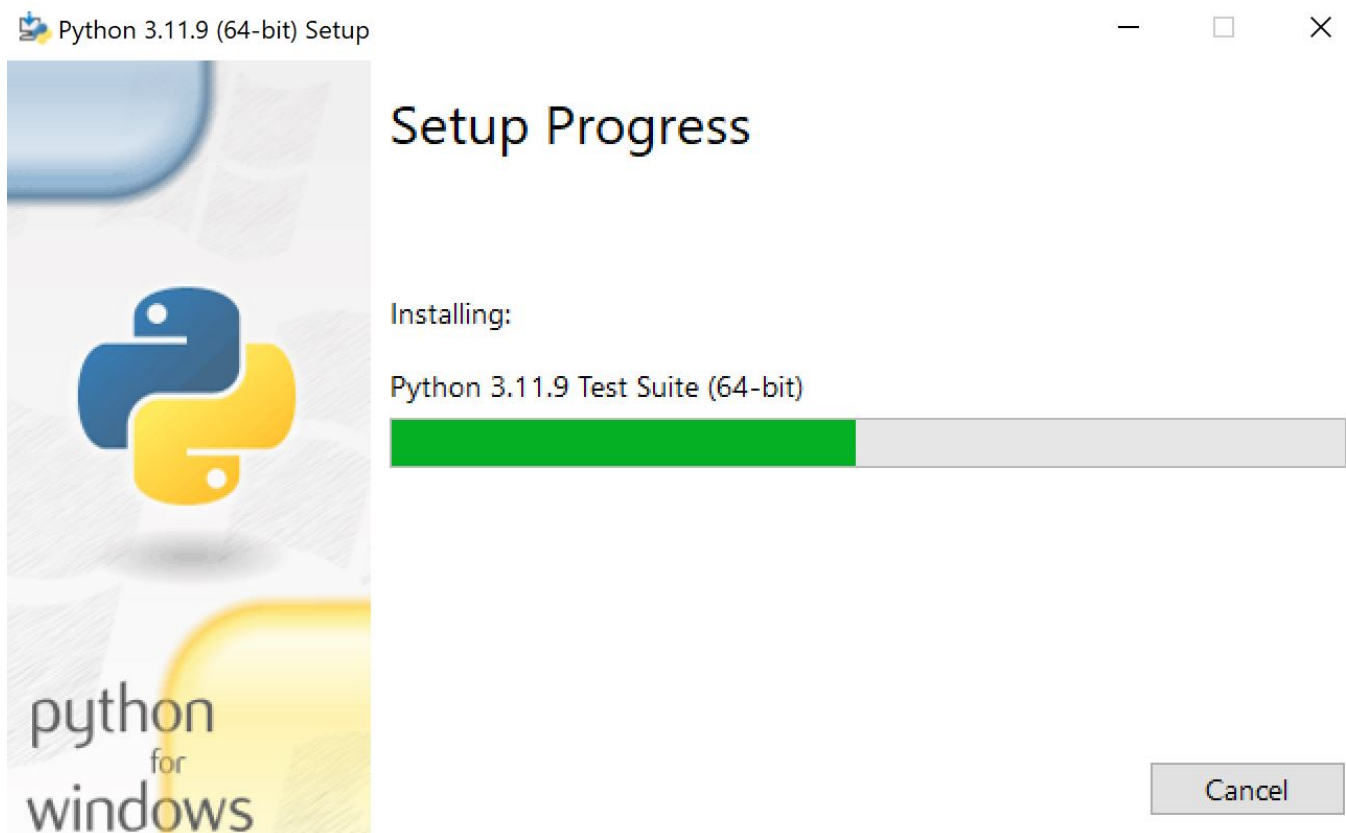 Python 3.11.9 (64-bit) Setup
Setup Progress
Installing:
Python 3.11.9 Test Suite (64-bit)
python
for
windows
Cancel